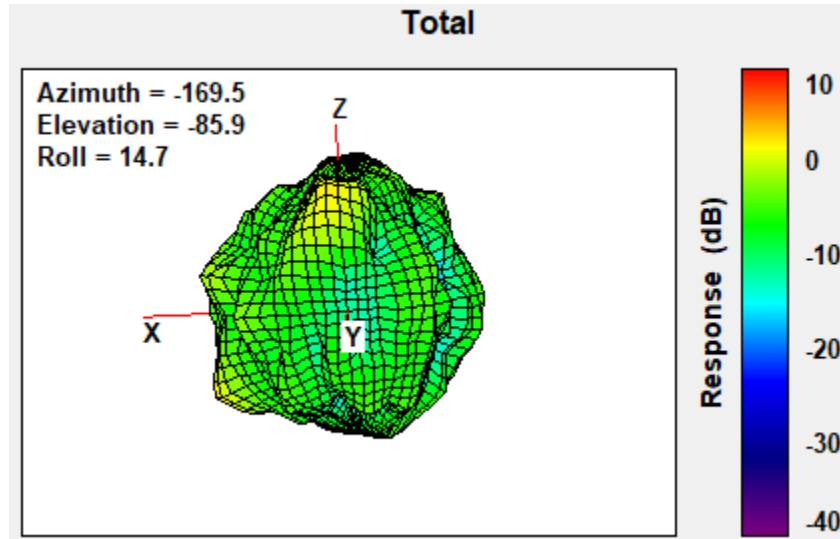 Total
Azimuth = -169.5
Elevation = -85.9
Roll = 14.7
Z
X
Y
Response (dB)
10
0
-10
-20
-30
-40